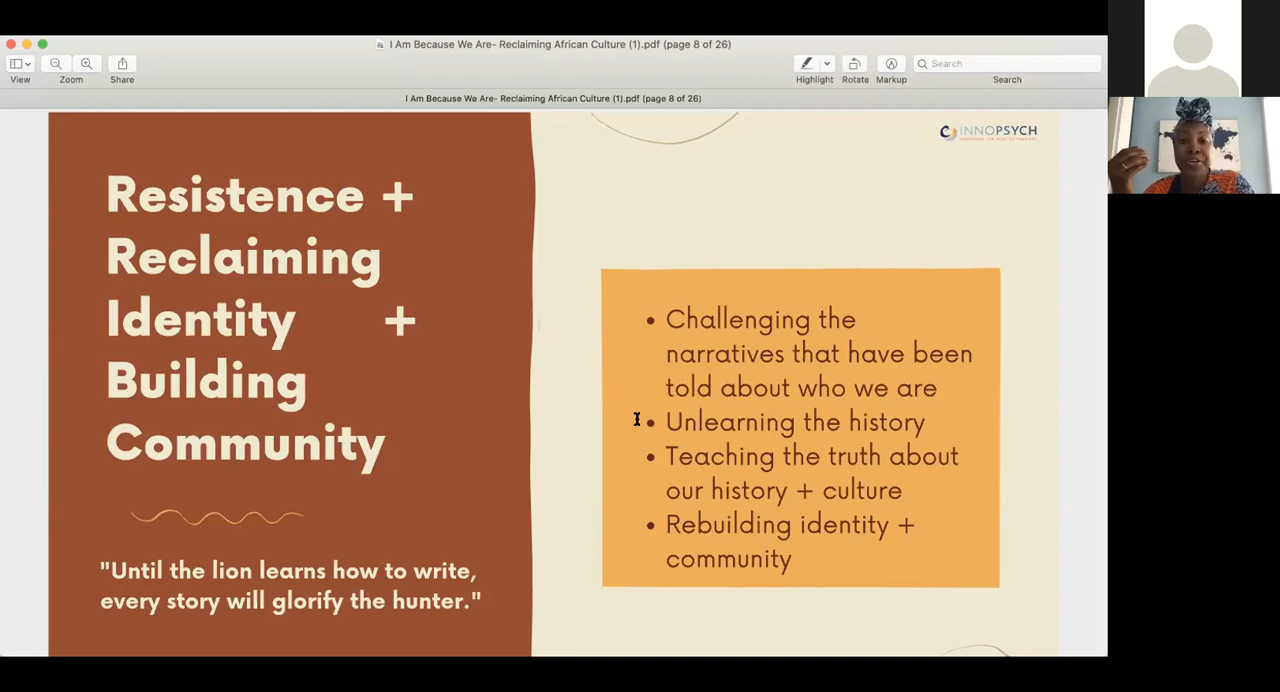 I Am Because We Are- Reclaiming African Culture (1).pdf (page 8 of 26)
View
Zoom
Share
Highlight
Rotate
Markup
Search
Search
I Am Because We Are- Reclaiming African Culture (1).pdf (page 8 of 26)
INNOPSYCH
Resistence +
Reclaiming
Identity +
Building
Community
"Until the lion learns how to write,
every story will glorify the hunter."
• Challenging the
narratives that have been
told about who we are
• Unlearning the history
• Teaching the truth about
our history + culture
• Rebuilding identity +
community